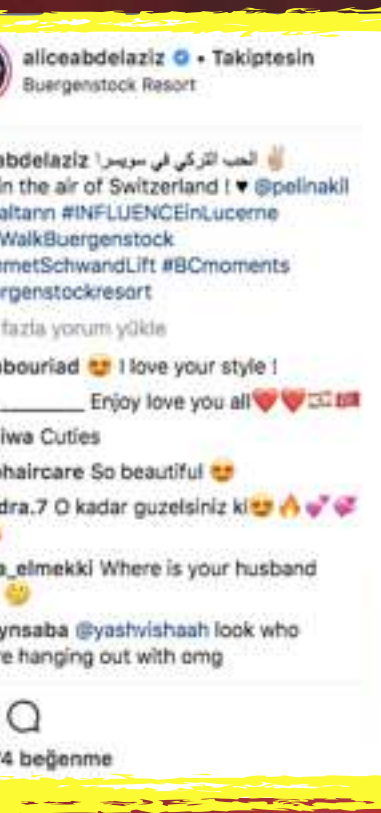 aliceabdelaziz • Takiptesin
Buergenstock Resort
abdelaziz الحب التركي في سويسرا
in the air of Switzerland ! ♥ @pelinakil
altann #INFLUENCEinLucerne
WalkBuergenstock
metSchwandLift #BCmoments
rgenstockresort
fazla yorum yükle
bouriad 😍 I love your style !
Enjoy love you all
iwa Cuties
haircare So beautiful 😍
dra.7 O kadar guzelsiniz ki😍🔥💕💞
a_elmekki Where is your husband
🤔
ynsaba @yashvishaah look who
re hanging out with omg
4 beğenme